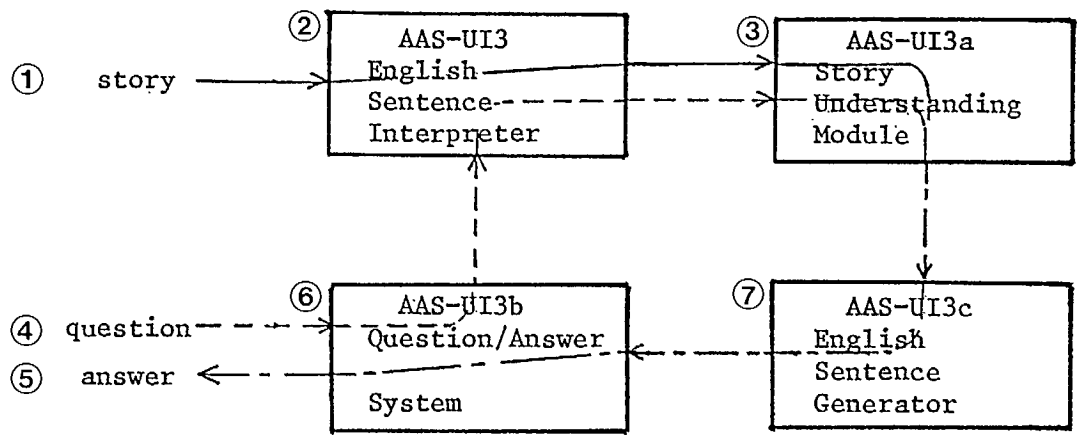 ① story
②
AAS-UI3
English
Sentence
Interpreter
③
AAS-UI3a
Story
Understanding
Module
④ question
⑤ answer
⑥
AAS-UI3b
Question/Answer
System
⑦
AAS-UI3c
English
Sentence
Generator